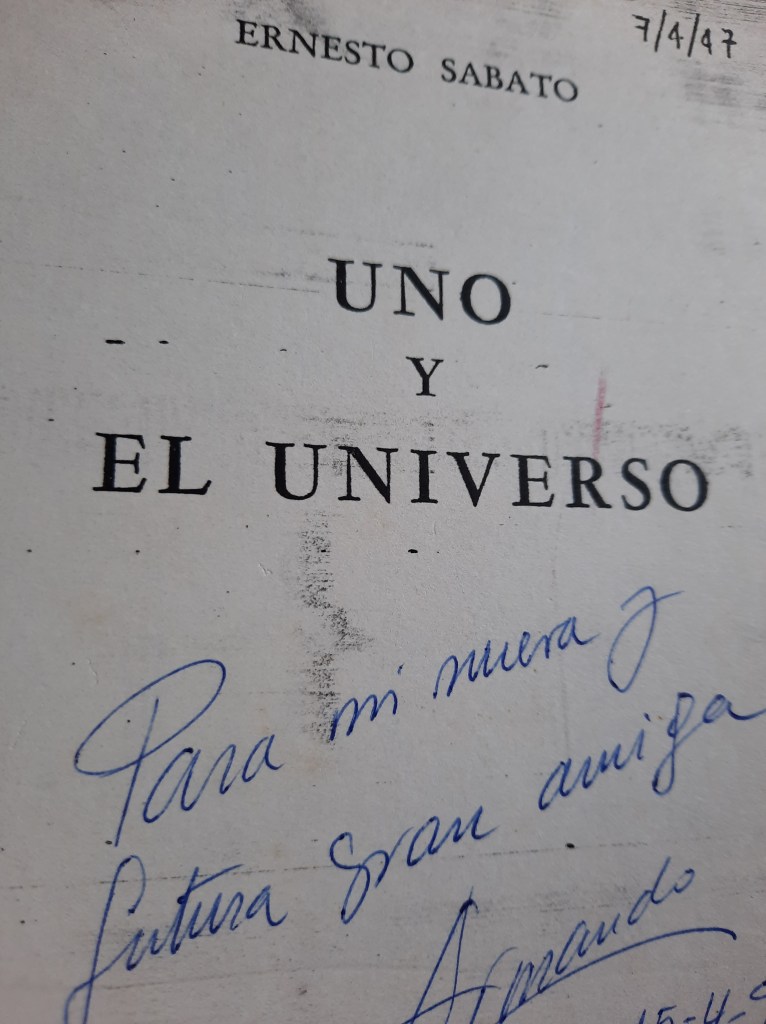 7/4/47
ERNESTO SABATO
UNO
Y
EL UNIVERSO
Para mi nueva y
futura gran amiga
Armando